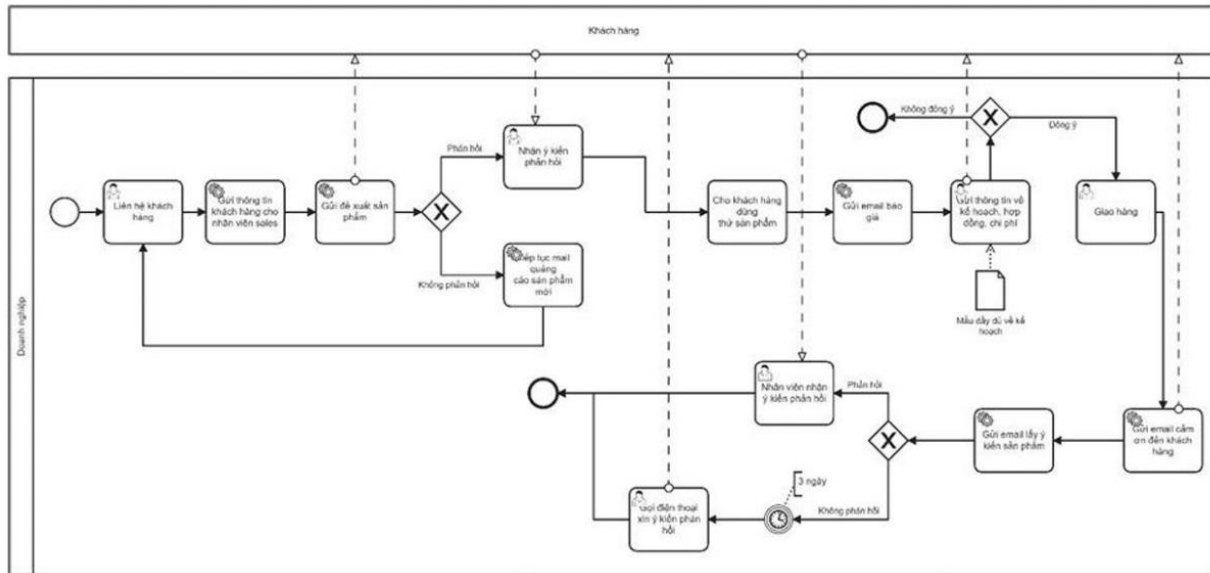 Khách hàng
Doanh nghiệp
Liên hệ khách
hàng
Gửi thông tin
khách hàng cho
nhân viên sales
Gửi đề xuất sản
phẩm
Phản hồi
Không phản hồi
Nhận ý kiến
phản hồi
tiếp tục mail
quảng
cáo sản phẩm
mới
Cho khách hàng
dùng
thử sản phẩm
Gửi email báo
giá
Gửi thông tin về
kế hoạch, hợp
đồng, chi phí
Mẫu đầy đủ về kế
hoạch
Không đồng ý
Đồng ý
Giao hàng
Gửi email cảm
ơn đến khách
hàng
Gửi email lấy ý
kiến sản phẩm
Phản hồi
Không phản hồi
Nhân viên nhận
ý kiến phản hồi
3 ngày
Gọi điện thoại
xin ý kiến phản
hồi